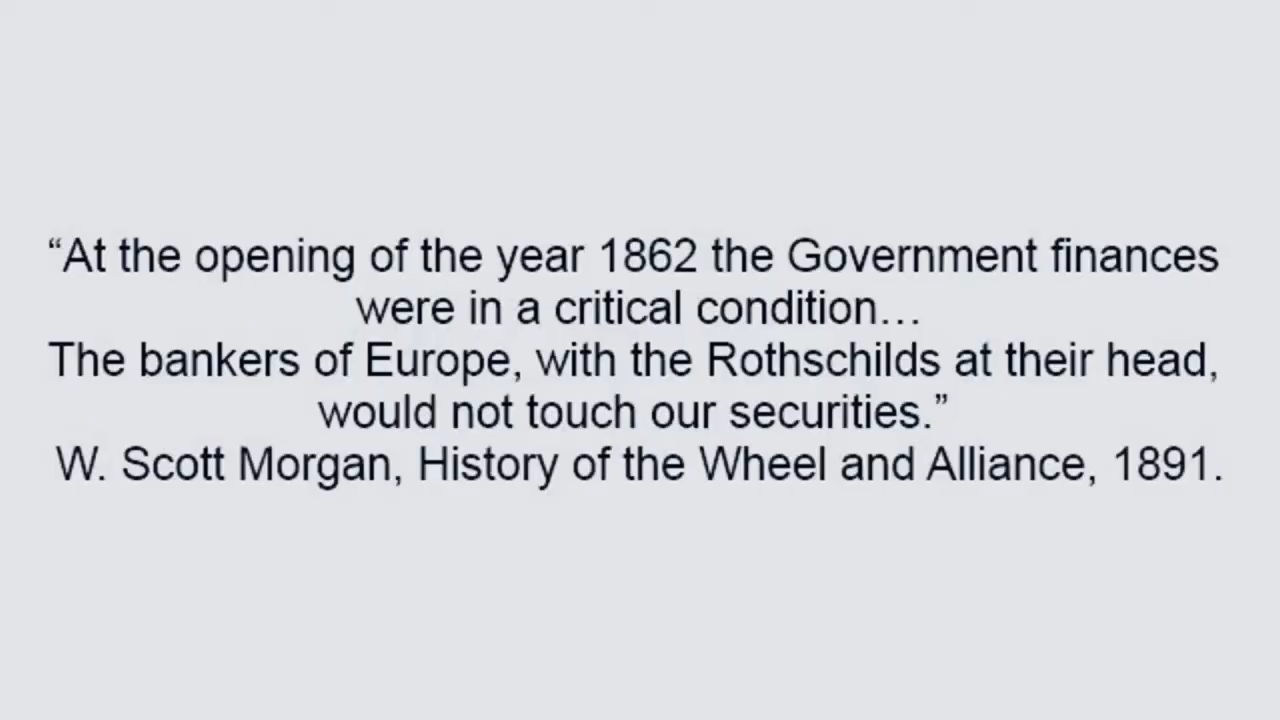 “At the opening of the year 1862 the Government finances
were in a critical condition…
The bankers of Europe, with the Rothschilds at their head,
would not touch our securities.”
W. Scott Morgan, History of the Wheel and Alliance, 1891.